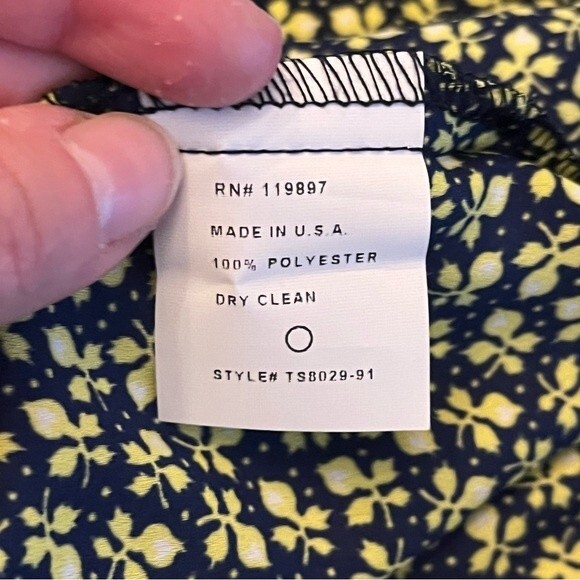 RN# 119897
MADE IN U.S.A.
100% POLYESTER
DRY CLEAN
STYLE# TS8029-91